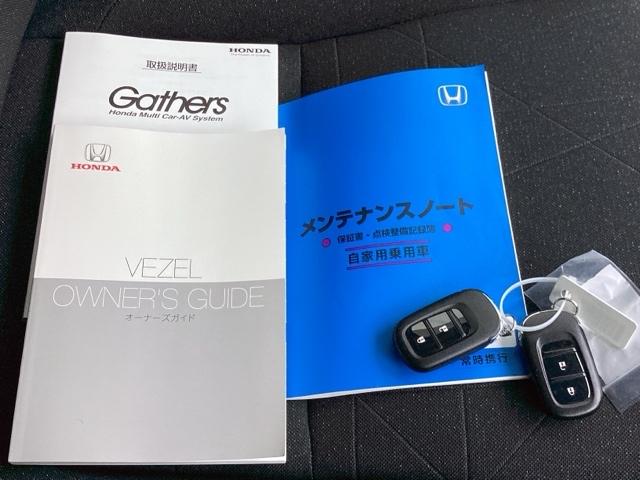 HONDA
取扱説明書
Gathers
Honda Multi Car-AV System
HONDA
VEZEL
OWNER'S GUIDE
オーナーズガイド
メンテナンスノート
保証書・点検整備記録簿
自家用乗用車
常時携行